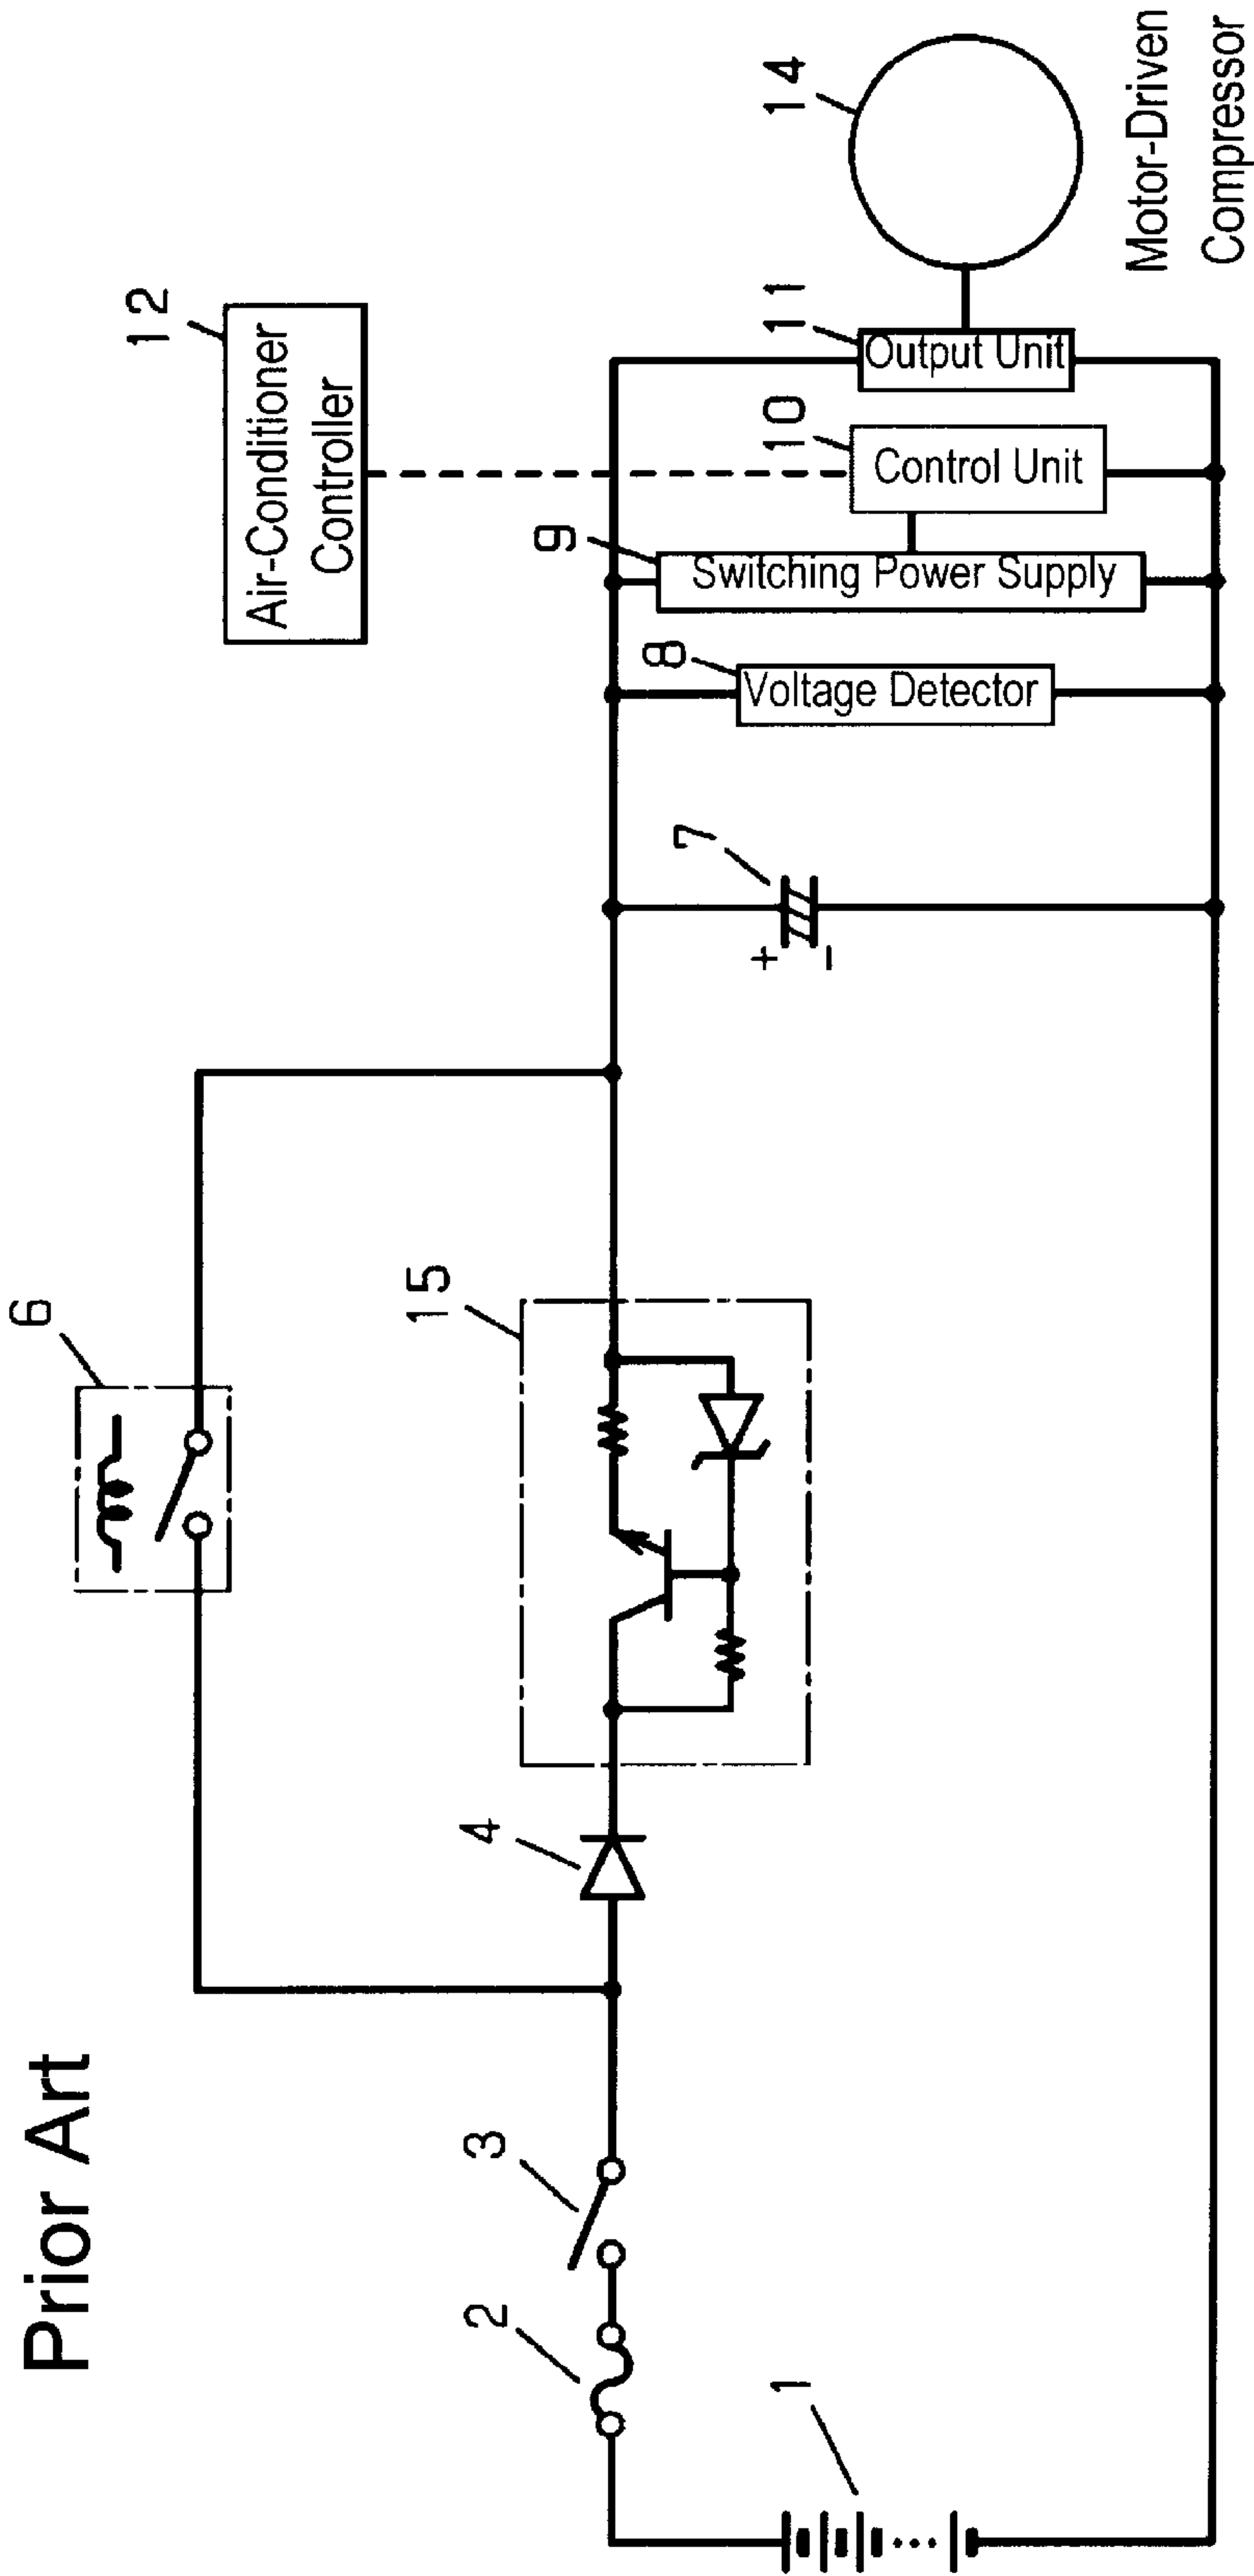 Prior Art
6
12
Air-Conditioner
Controller
15
4
3
2
1
7
+
−
8
Voltage Detector
9
Switching Power Supply
10
Control Unit
11
Output Unit
14
Motor-Driven
Compressor